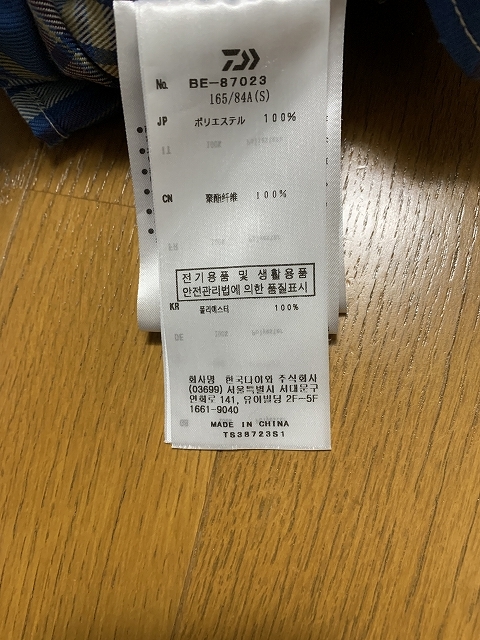 No. BE-87023
165/84A(S)
JP ポリエステル 100%
CN 聚酯纤维 100%
전기용품 및 생활용품
안전관리법에 의한 품질표시
KR 폴리에스터 100%
회사명 한국다이와 주식회사
(03699) 서울특별시 서대문구
연희로 141, 유아빌딩 2F-5F
1661-9040
MADE IN CHINA
TS38723S1